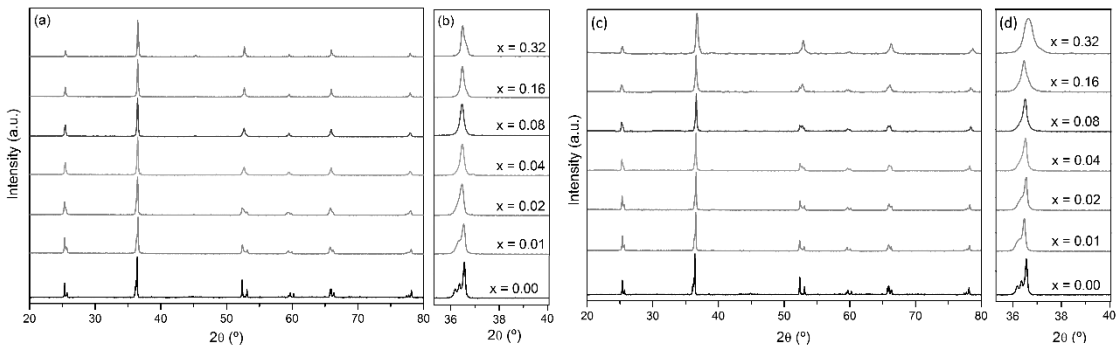 (a)
Intensity (a.u.)
20 30 40 50 60 70 80
2θ (º)
(b)
x = 0.32
x = 0.16
x = 0.08
x = 0.04
x = 0.02
x = 0.01
x = 0.00
36 38 40
2θ (º)
(c)
Intensity (a.u.)
20 30 40 50 60 70 80
2θ (º)
(d)
x = 0.32
x = 0.16
x = 0.08
x = 0.04
x = 0.02
x = 0.01
x = 0.00
36 38 40
2θ (º)